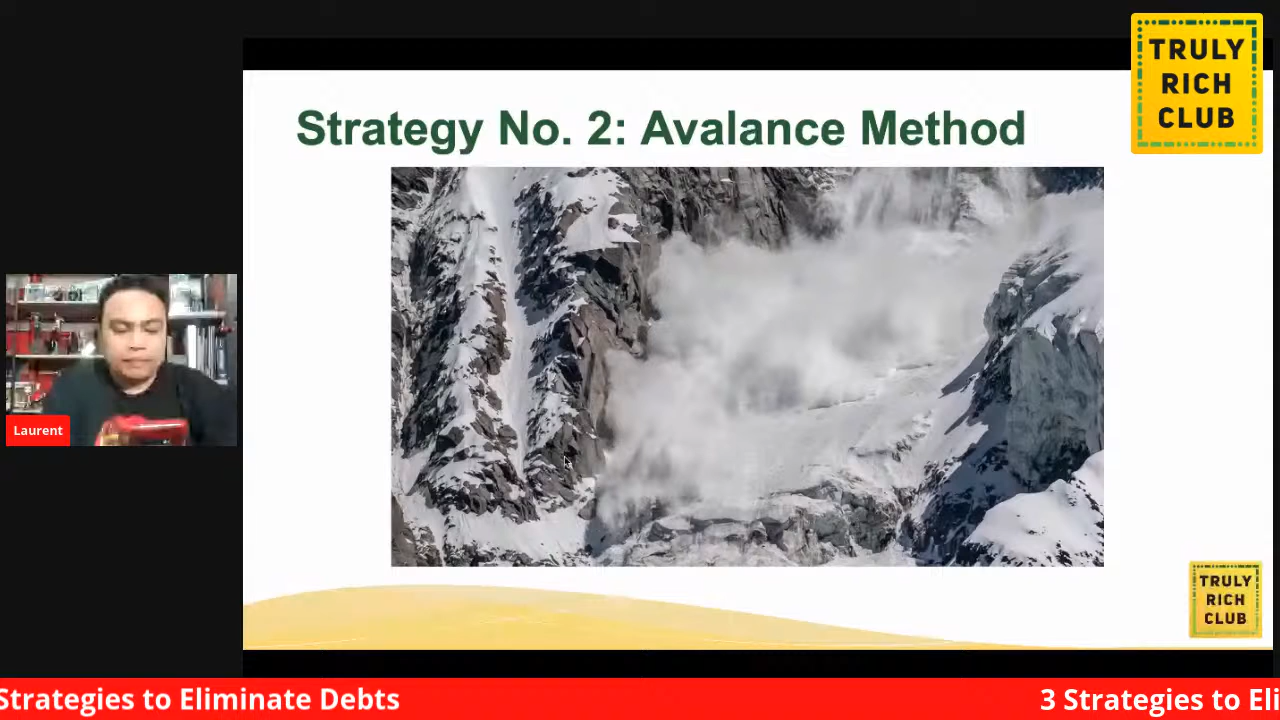 TRULY
RICH
CLUB
Strategy No. 2: Avalance Method
Laurent
TRULY
RICH
CLUB
Strategies to Eliminate Debts
3 Strategies to Eli